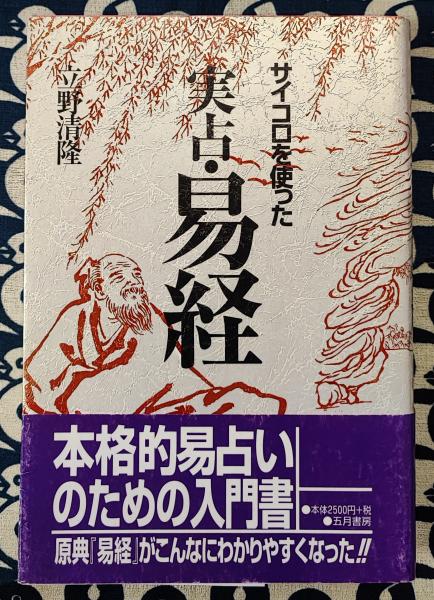 サイコロを使った
実占・易経
立野清隆
本格的易占い
のための入門書
●本体2500円+税
●五月書房
原典『易経』がこんなにわかりやすくなった!!